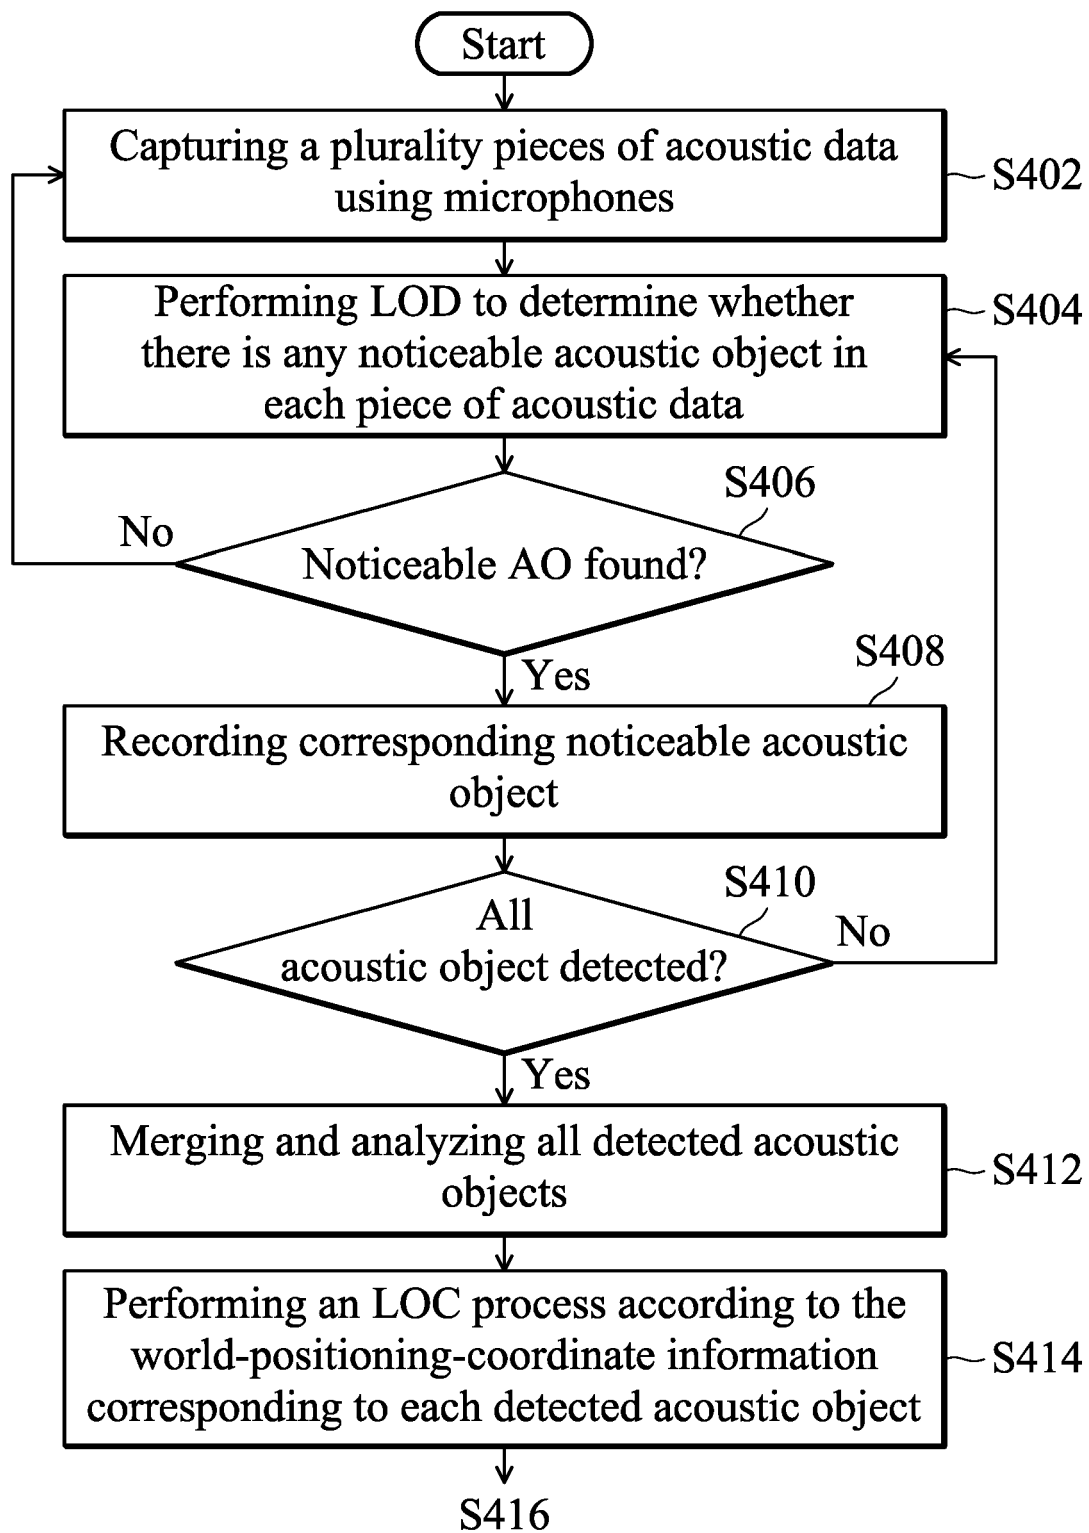 Start
Capturing a plurality pieces of acoustic data
using microphones
S402
Performing LOD to determine whether
there is any noticeable acoustic object in
each piece of acoustic data
S404
S406
No
Noticeable AO found?
Yes
S408
Recording corresponding noticeable acoustic
object
S410
All
acoustic object detected?
No
Yes
Merging and analyzing all detected acoustic
objects
S412
Performing an LOC process according to the
world-positioning-coordinate information
corresponding to each detected acoustic object
S414
S416